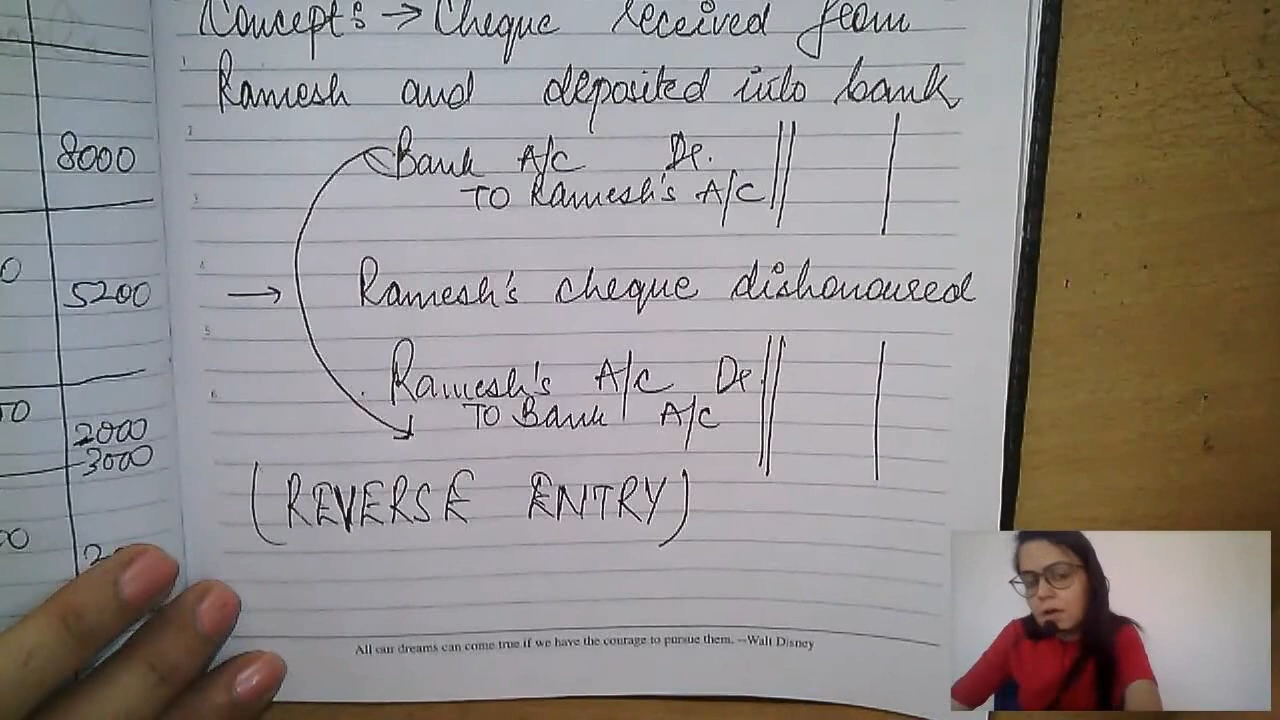 Concepts → Cheque received from
Ramesh and deposited into bank
8000
Bank A/C Dr.
TO Ramesh's A/C
0
5200
→ Ramesh's cheque dishonoured
Ramesh's A/C Dr
TO Bank A/C
2000
3000
(REVERSE ENTRY)
All our dreams can come true if we have the courage to pursue them. --Walt Disney